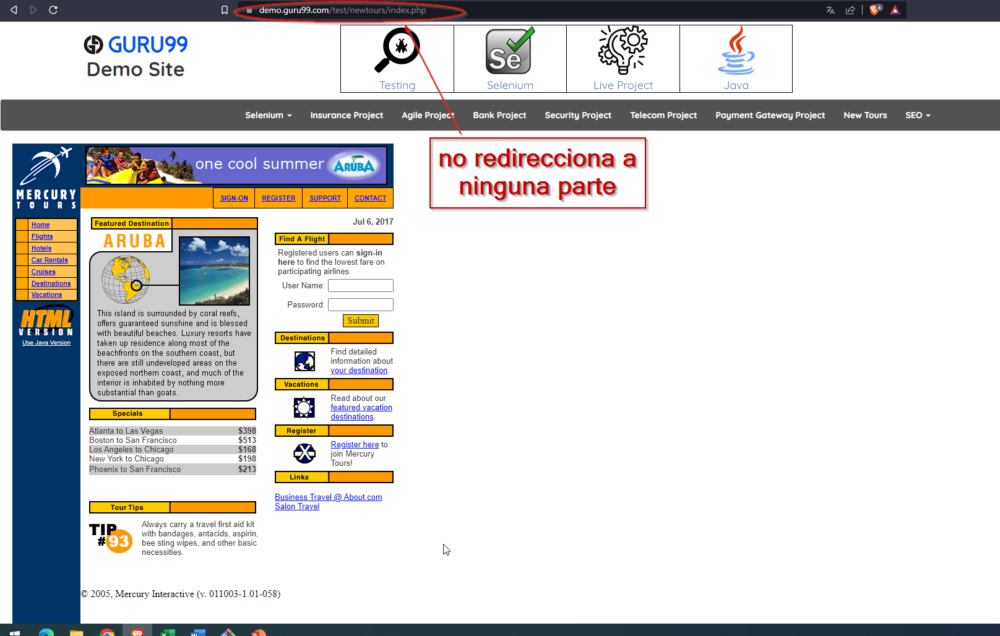 demo.guru99.com/test/newtours/index.php
4
GURU99
Demo Site
Testing
Se
Selenium
Live Project
Java
Selenium
Insurance Project
Agile Project
Bank Project
Security Project
Telecom Project
Payment Gateway Project
New Tours
SEO
no redirecciona a
ninguna parte
MERCURY
TOURS
one cool summer
ARUBA
SIGN-ON
REGISTER
SUPPORT
CONTACT
Home
Flights
Hotels
Car Rentals
Cruises
Destinations
Vacations
HTML
VERSION
Use Java Version
Featured Destination
ARUBA
This island is surrounded by coral reefs,
offers guaranteed sunshine and is blessed
with beautiful beaches. Luxury resorts have
taken up residence along most of the
beachfronts on the southern coast, but
there are still undeveloped areas on the
exposed northern coast, and much of the
interior is inhabited by nothing more
substantial than goats.
Specials
Atlanta to Las Vegas $398
Boston to San Francisco $513
Los Angeles to Chicago $168
New York to Chicago $198
Phoenix to San Francisco $213
Tour Tips
TIP
#93
Always carry a travel first aid kit
with bandages, antacids, aspirin,
bee sting wipes, and other basic
necessities.
Jul 6, 2017
Find A Flight
Registered users can sign-in
here to find the lowest fare on
participating airlines.
User Name:
Password:
Submit
Destinations
Find detailed
information about
your destination.
Vacations
Read about our
featured vacation
destinations.
Register
Register here to
join Mercury
Tours!
Links
Business Travel @ About.com
Salon Travel
© 2005, Mercury Interactive (v. 011003-1.01-058)